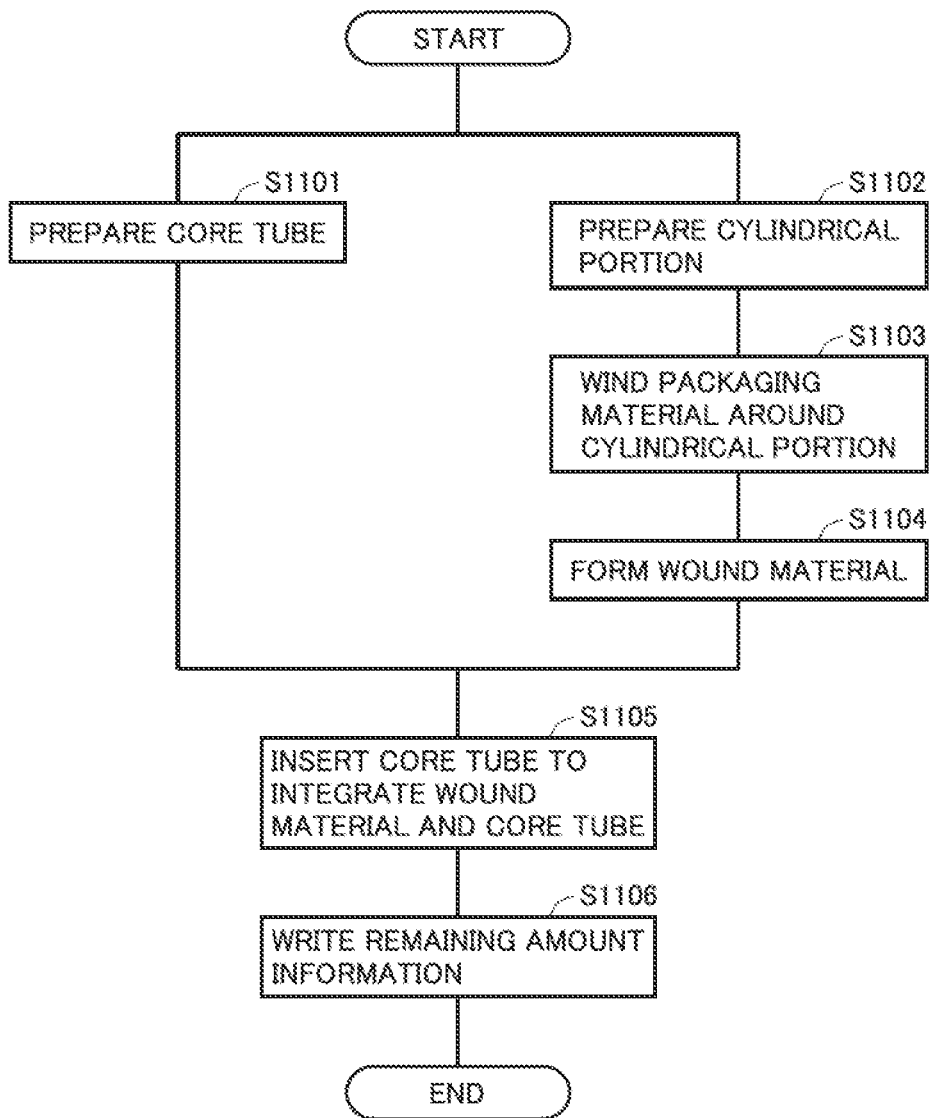 START
S1101
PREPARE CORE TUBE
S1102
PREPARE CYLINDRICAL
PORTION
S1103
WIND PACKAGING
MATERIAL AROUND
CYLINDRICAL PORTION
S1104
FORM WOUND MATERIAL
S1105
INSERT CORE TUBE TO
INTEGRATE WOUND
MATERIAL AND CORE TUBE
S1106
WRITE REMAINING AMOUNT
INFORMATION
END